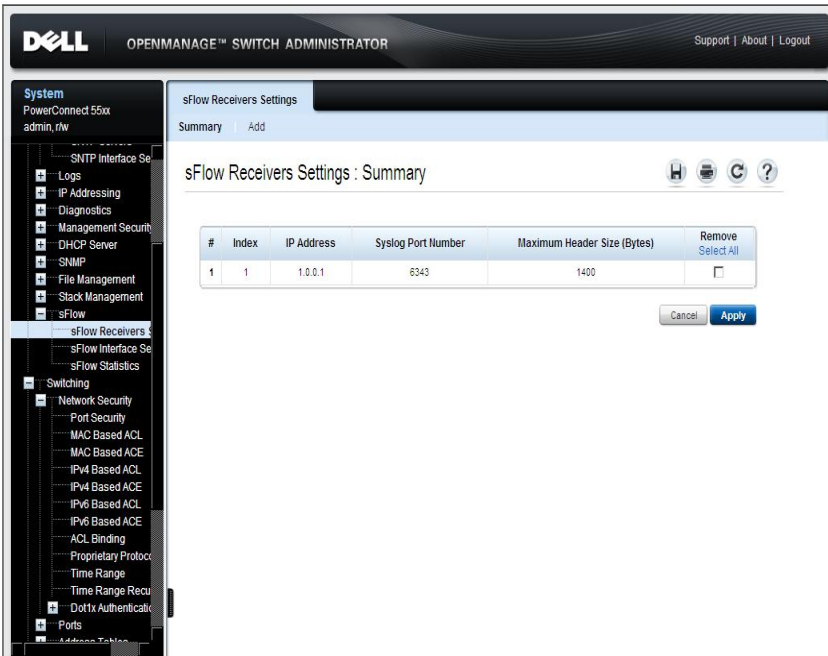 DELL
OPENMANAGE™ SWITCH ADMINISTRATOR
Support | About | Logout
System
PowerConnect 55xx
admin, r/w
SNTP Interface Se
Logs
IP Addressing
Diagnostics
Management Securit
DHCP Server
SNMP
File Management
Stack Management
sFlow
sFlow Receivers S
sFlow Interface Se
sFlow Statistics
Switching
Network Security
Port Security
MAC Based ACL
MAC Based ACE
IPv4 Based ACL
IPv4 Based ACE
IPv6 Based ACL
IPv6 Based ACE
ACL Binding
Proprietary Protoco
Time Range
Time Range Recu
Dot1x Authenticatio
Ports
Address Tables
sFlow Receivers Settings
Summary Add
sFlow Receivers Settings : Summary
?
# Index IP Address Syslog Port Number Maximum Header Size (Bytes) Remove
Select All
1 1 1.0.0.1 6343 1400
Cancel Apply